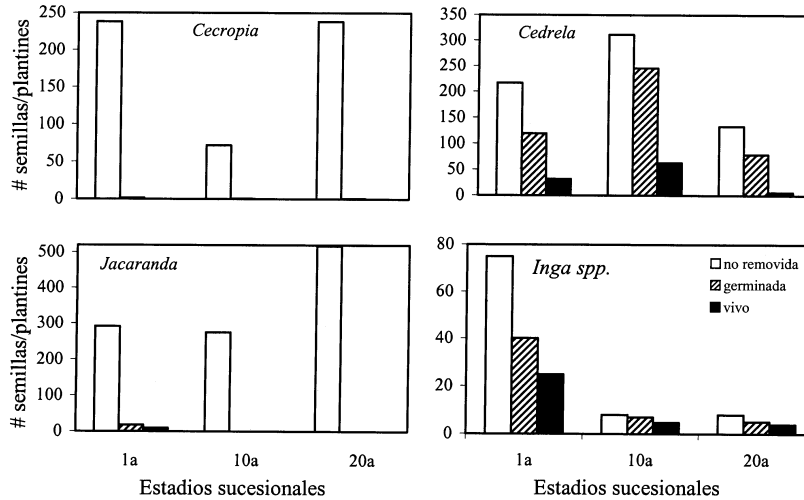 Cecropia
# semillas/plantines
250
200
150
100
50
0
Cedrela
350
300
250
200
150
100
50
0
Jacaranda
# semillas/plantines
500
400
300
200
100
0
1a 10a 20a
Estadios sucesionales
Inga spp.
80
60
40
20
0
no removida
germinada
vivo
1a 10a 20a
Estadios sucesionales